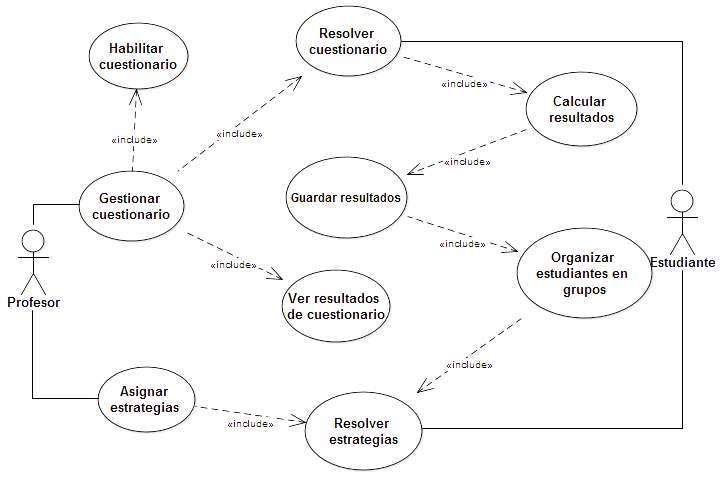 Resolver
cuestionario
Habilitar
cuestionario
«include»
Calcular
resultados
«include»
«include»
«include»
Gestionar
cuestionario
Guardar resultados
«include»
Organizar
estudiantes en
grupos
Estudiante
«include»
Profesor
Ver resultados
de cuestionario
«include»
Asignar
estrategias
«include»
Resolver
estrategias